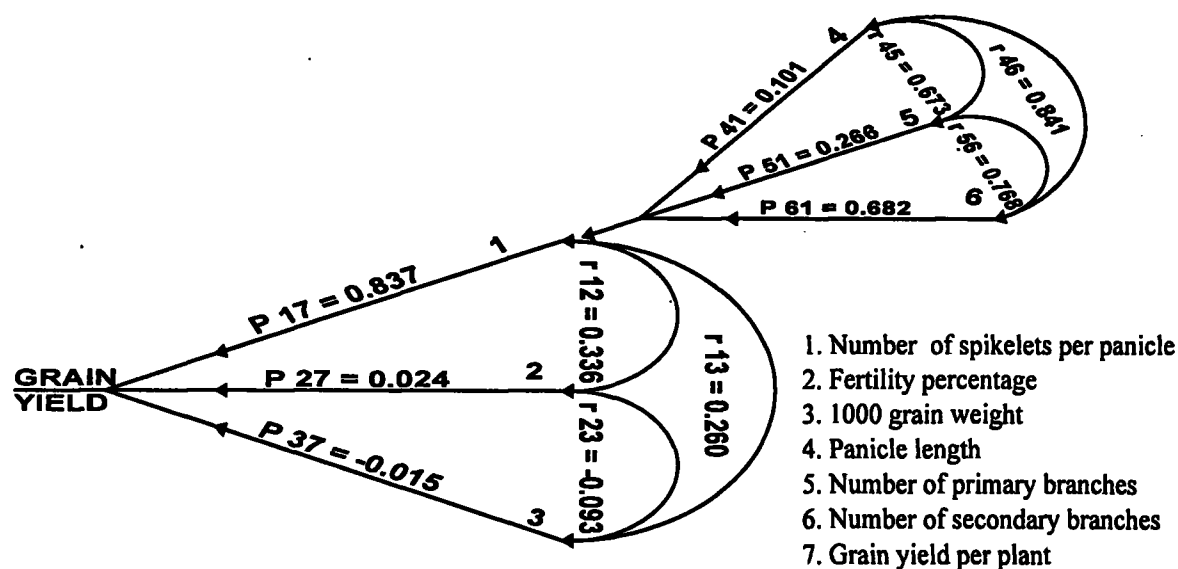 4
r 45 = 0.673
r 46 = 0.841
P 41 = 0.101
5
r 56 = 0.768
P 51 = 0.266
6
P 61 = 0.682
1
P 17 = 0.837
r 12 = 0.336
r 13 = 0.260
GRAIN
YIELD
P 27 = 0.024
2
r 23 = -0.093
P 37 = -0.015
3
1. Number of spikelets per panicle
2. Fertility percentage
3. 1000 grain weight
4. Panicle length
5. Number of primary branches
6. Number of secondary branches
7. Grain yield per plant